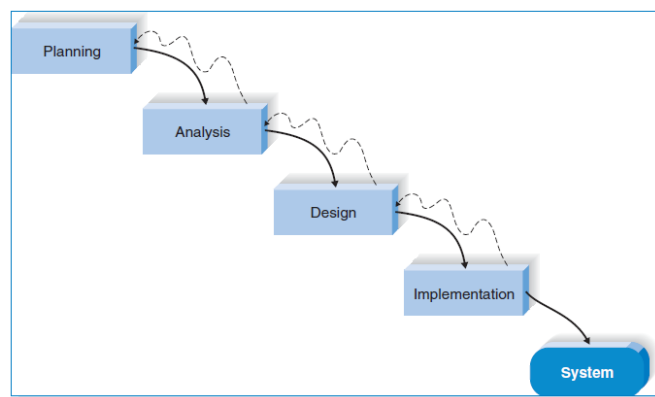 Planning
Analysis
Design
Implementation
System